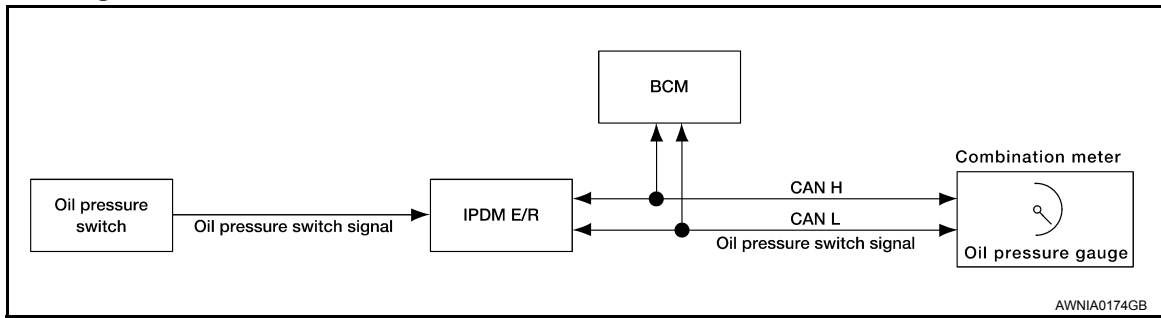 BCM
Combination meter
Oil pressure
switch
Oil pressure switch signal
IPDM E/R
CAN H
CAN L
Oil pressure switch signal
Oil pressure gauge
AWNIA0174GB